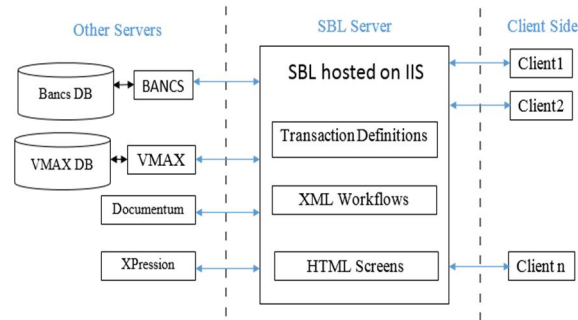 Other Servers
SBL Server
Client Side
SBL hosted on IIS
Bancs DB
BANCS
Client1
Client2
Transaction Definitions
VMAX DB
VMAX
XML Workflows
Documentum
XPression
HTML Screens
Client n